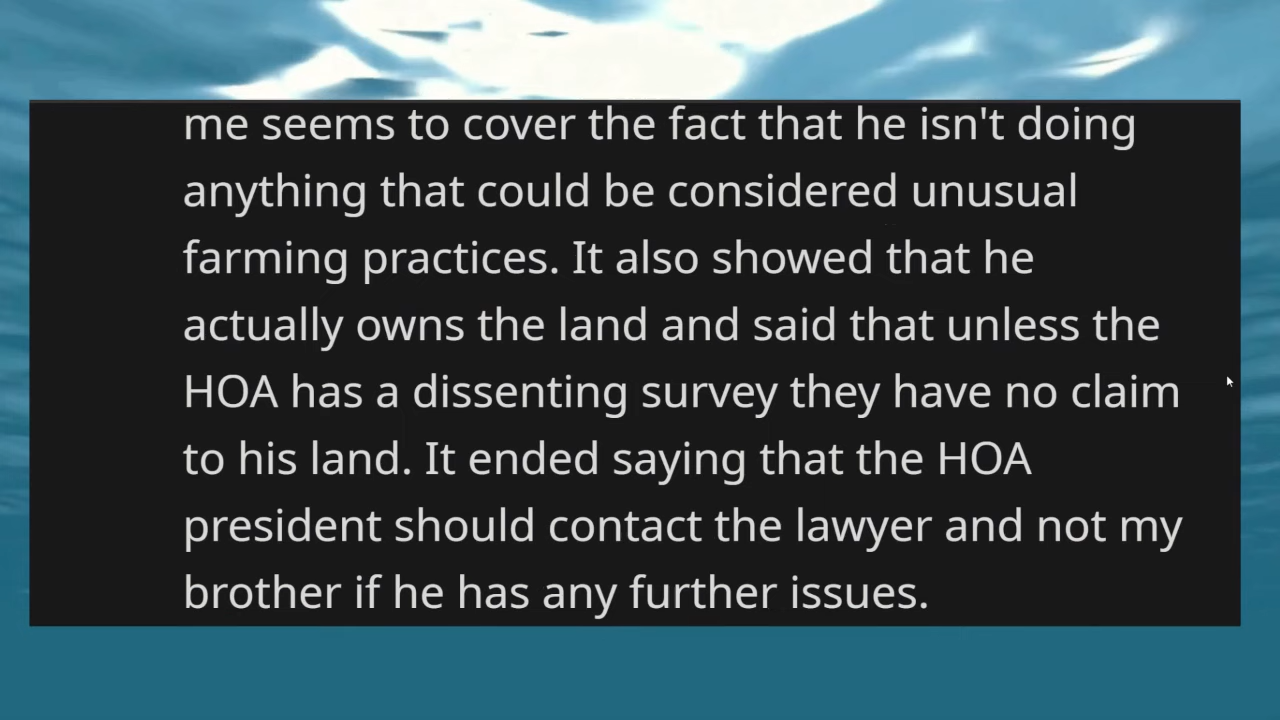 me seems to cover the fact that he isn't doing
anything that could be considered unusual
farming practices. It also showed that he
actually owns the land and said that unless the
HOA has a dissenting survey they have no claim
to his land. It ended saying that the HOA
president should contact the lawyer and not my
brother if he has any further issues.